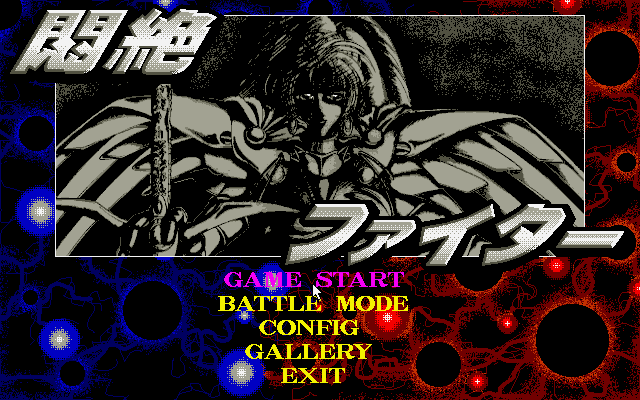 悶絶
ファイター
GAME START
BATTLE MODE
CONFIG
GALLERY
EXIT